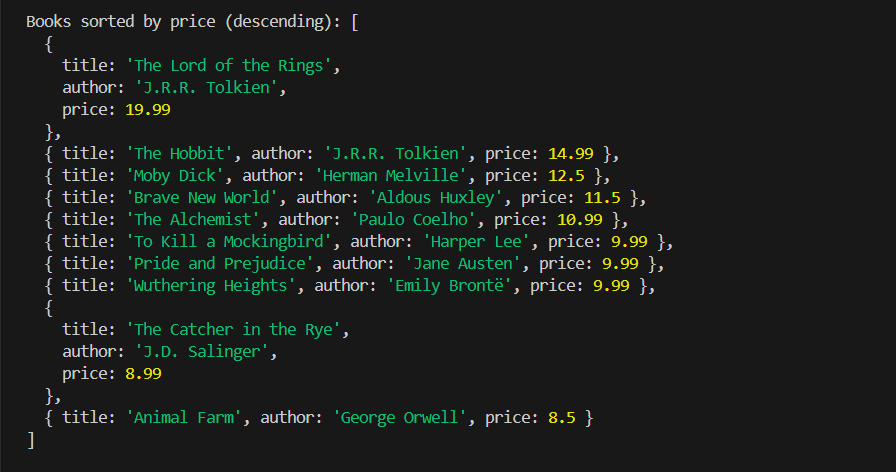 Books sorted by price (descending): [
  {
    title: 'The Lord of the Rings',
    author: 'J.R.R. Tolkien',
    price: 19.99
  },
  { title: 'The Hobbit', author: 'J.R.R. Tolkien', price: 14.99 },
  { title: 'Moby Dick', author: 'Herman Melville', price: 12.5 },
  { title: 'Brave New World', author: 'Aldous Huxley', price: 11.5 },
  { title: 'The Alchemist', author: 'Paulo Coelho', price: 10.99 },
  { title: 'To Kill a Mockingbird', author: 'Harper Lee', price: 9.99 },
  { title: 'Pride and Prejudice', author: 'Jane Austen', price: 9.99 },
  { title: 'Wuthering Heights', author: 'Emily Brontë', price: 9.99 },
  {
    title: 'The Catcher in the Rye',
    author: 'J.D. Salinger',
    price: 8.99
  },
  { title: 'Animal Farm', author: 'George Orwell', price: 8.5 }
]